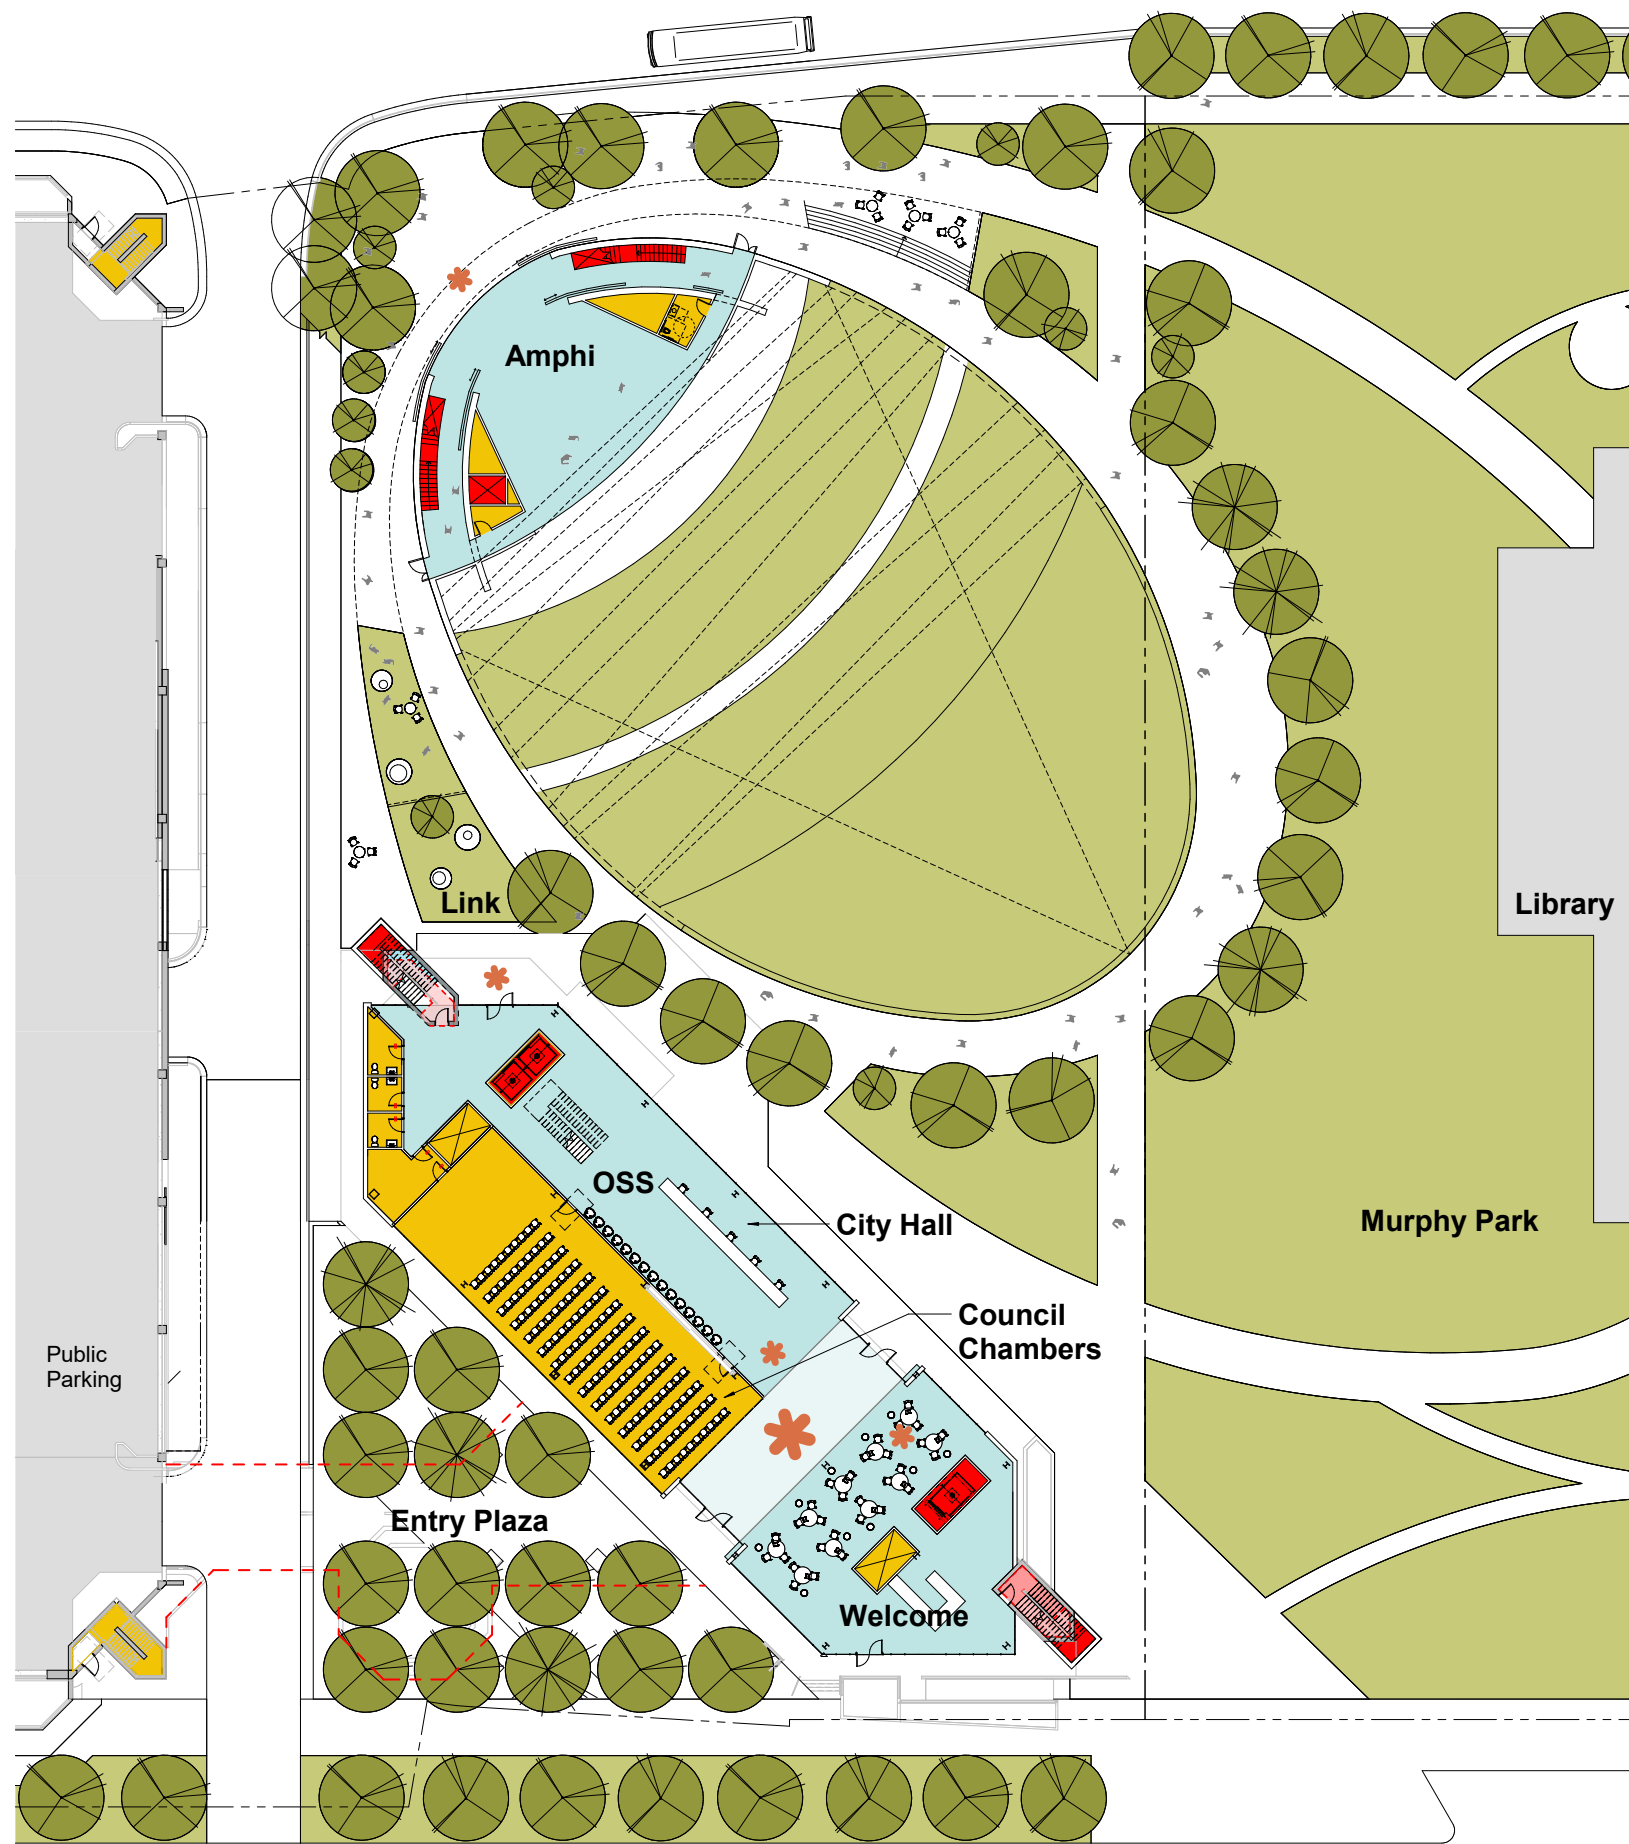 Amphi
Link
Library
OSS
City Hall
Murphy Park
Council
Chambers
Public
Parking
Entry Plaza
Welcome